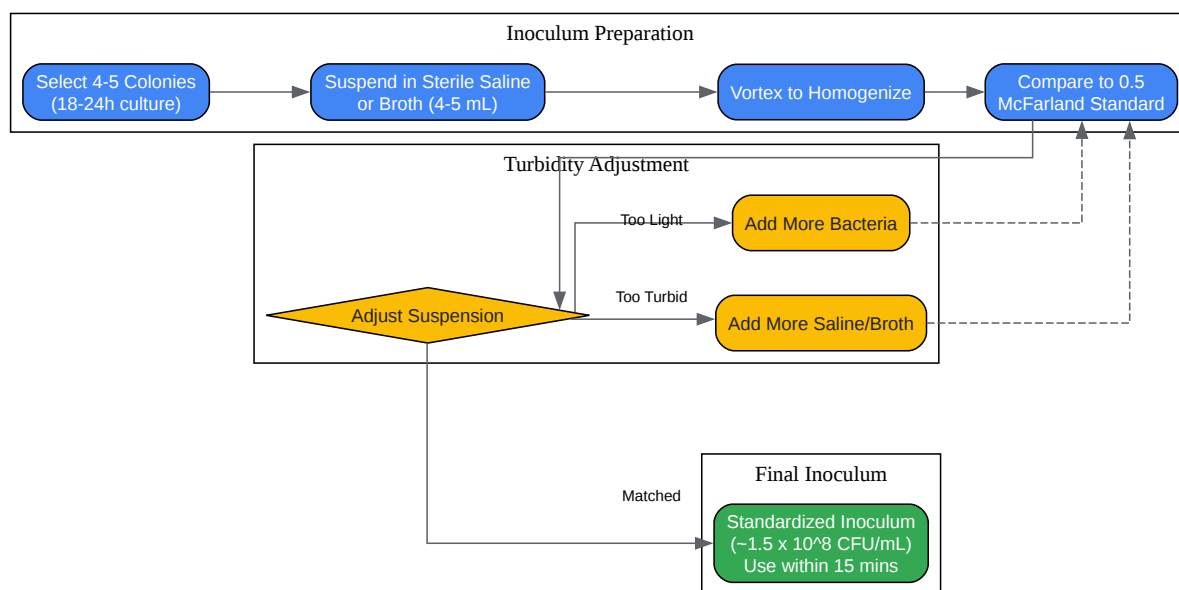 Inoculum Preparation
Select 4-5 Colonies
(18-24h culture)
Suspend in Sterile Saline
or Broth (4-5 mL)
Vortex to Homogenize
Compare to 0.5
McFarland Standard
Turbidity Adjustment
Too Light
Add More Bacteria
Adjust Suspension
Too Turbid
Add More Saline/Broth
Matched
Final Inoculum
Standardized Inoculum
(~1.5 x 10^8 CFU/mL)
Use within 15 mins